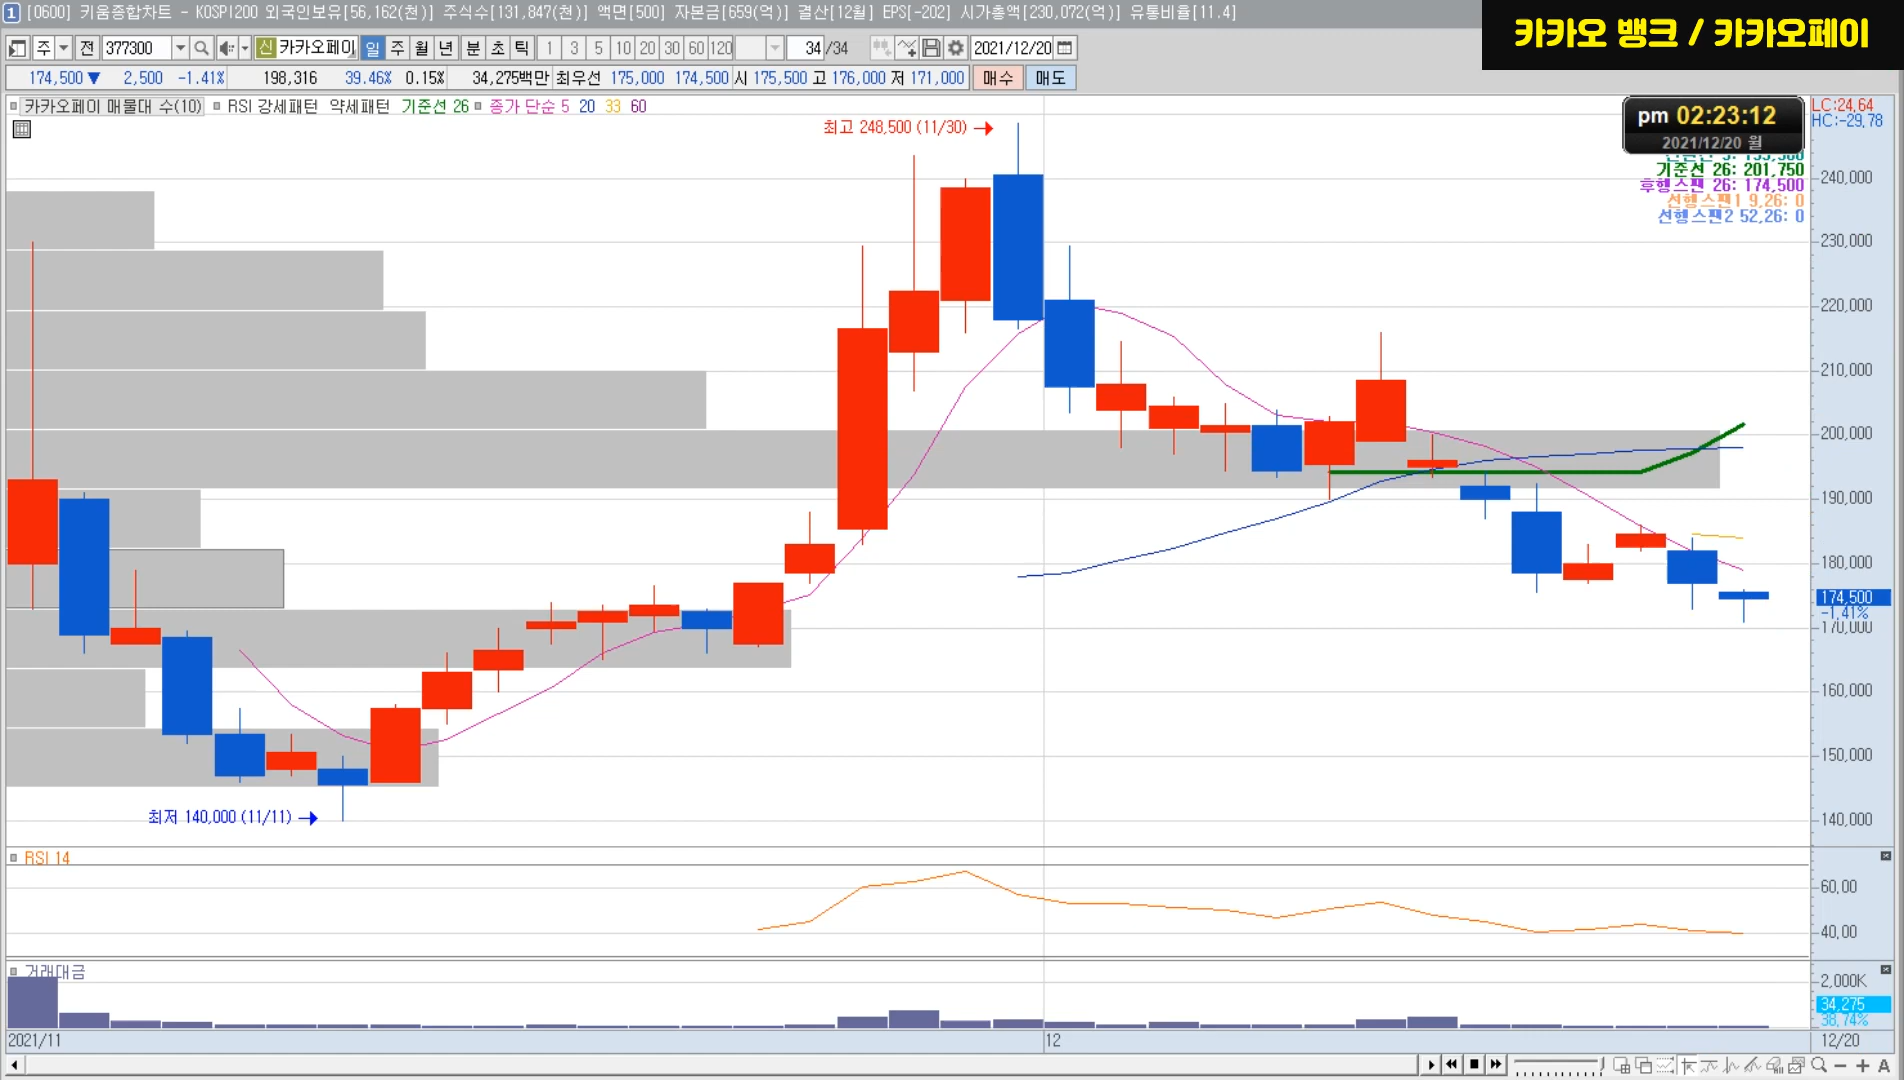 1 [0600] 키움종합차트 - KOSPI200 외국인보유[56,162(천)] 주식수[131,847(천)] 액면[500] 자본금[659(억)] 결산[12월] EPS[-202] 시가총액[230,072(억)] 유통비율[11.4]
카카오 뱅크 / 카카오페이
주 전 377300 신 카카오페이 일 주 월 년 분 초 틱 1 3 5 10 20 30 60 120 34 /34 2021/12/20
174,500 ▼ 2,500 -1.41% 198,316 39.46% 0.15% 34,275백만 최우선 175,000 174,500 시 175,500 고 176,000 저 171,000 매수 매도
카카오페이 매물대 수(10) RSI 강세패턴 약세패턴 기준선 26 종가 단순 5 20 33 60
LC:24.64
HC:-29.78
pm 02:23:12
2021/12/20 월
기준선 26: 201,750
후행스팬 26: 174,500
선행스팬1 9,26: 0
선행스팬2 52,26: 0
최고 248,500 (11/30) →
240,000
230,000
220,000
210,000
200,000
190,000
180,000
174,500
-1.41%
170,000
160,000
150,000
140,000
최저 140,000 (11/11) →
RSI 14
60.00
40.00
거래대금
2,000K
34,275
38.74%
2021/11 12 12/20
A